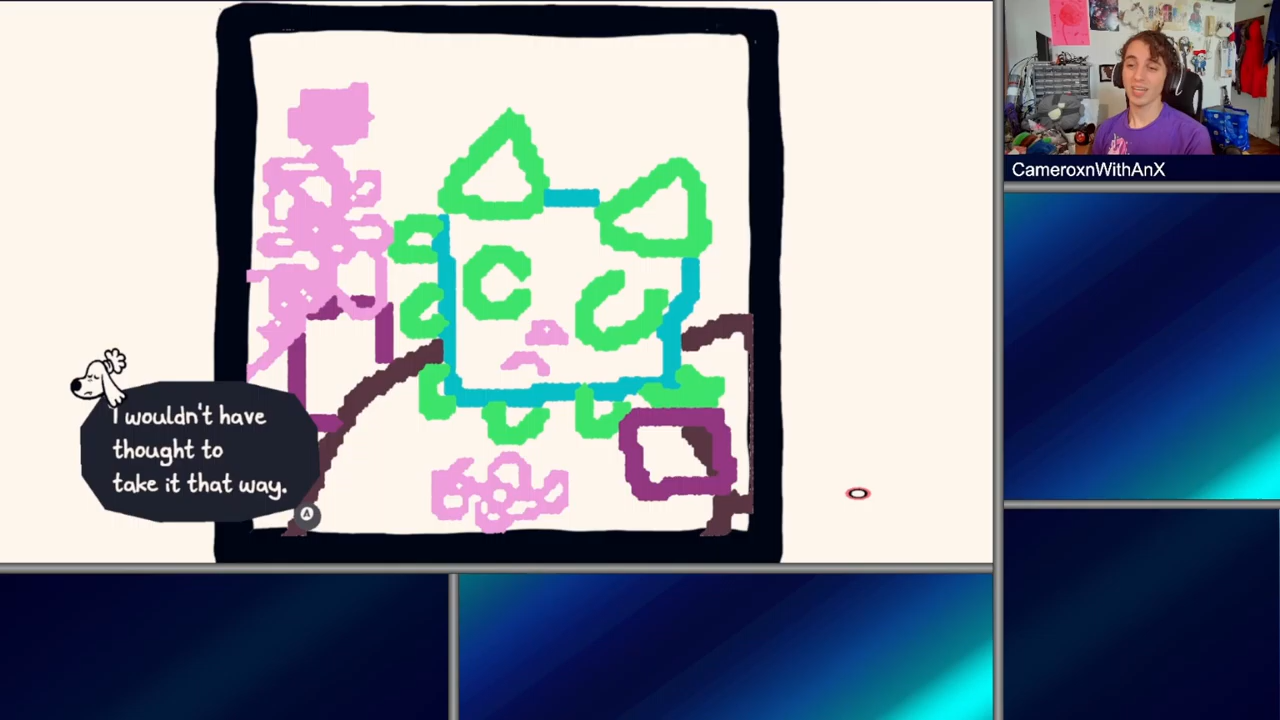 CameroxnWithAnX
I wouldn't have
thought to
take it that way.
A